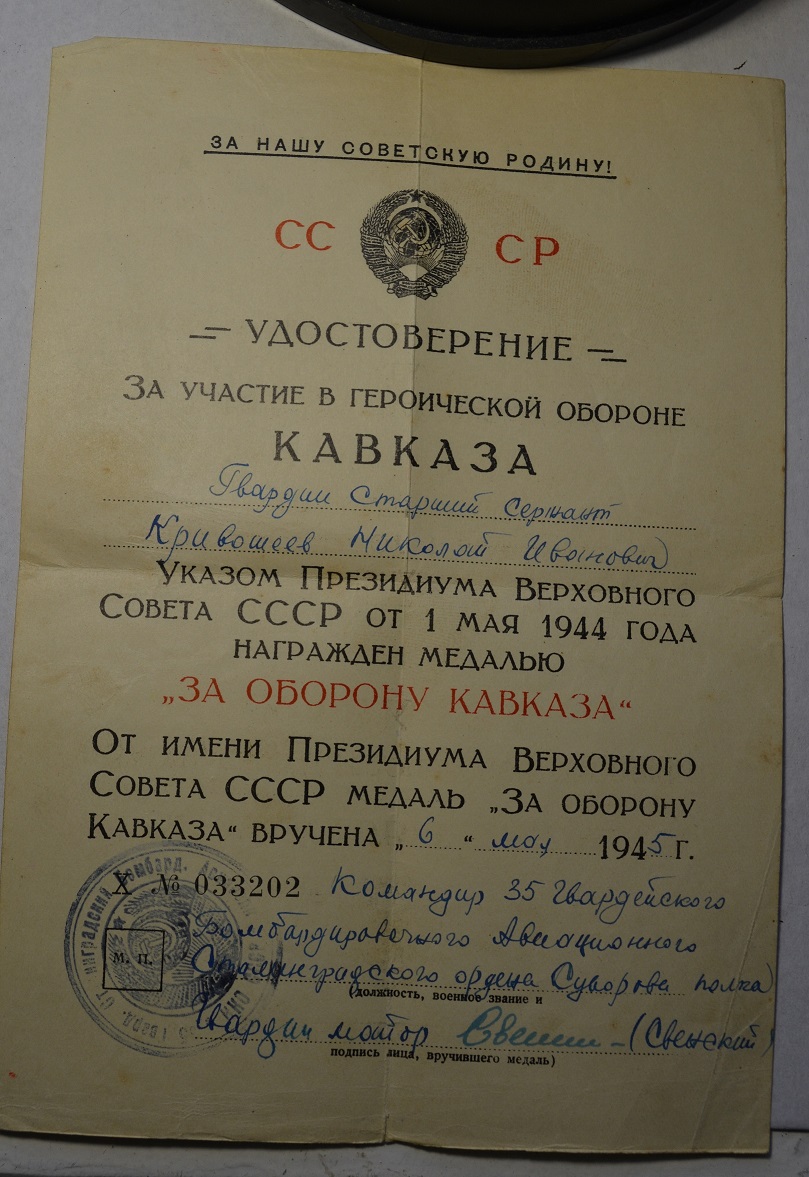 ЗА НАШУ СОВЕТСКУЮ РОДИНУ!
СС СР
УДОСТОВЕРЕНИЕ
ЗА УЧАСТИЕ В ГЕРОИЧЕСКОЙ ОБОРОНЕ
КАВКАЗА
Гвардии Старший Сержант
Кривошеев Николай Иванович
УКАЗОМ ПРЕЗИДИУМА ВЕРХОВНОГО
СОВЕТА СССР ОТ 1 МАЯ 1944 ГОДА
НАГРАЖДЕН МЕДАЛЬЮ
„ЗА ОБОРОНУ КАВКАЗА“
ОТ ИМЕНИ ПРЕЗИДИУМА ВЕРХОВНОГО
СОВЕТА СССР МЕДАЛЬ „ЗА ОБОРОНУ
КАВКАЗА“ ВРУЧЕНА „6“ мая 1945 г.
Х № 033202 Командир 35 Гвардейского
Бомбардировочного Авиационного
М. П. Сталинградского ордена Суворова полка
(должность, военное звание и
Гвардии майор (Свенский)
подпись лица, вручившего медаль)